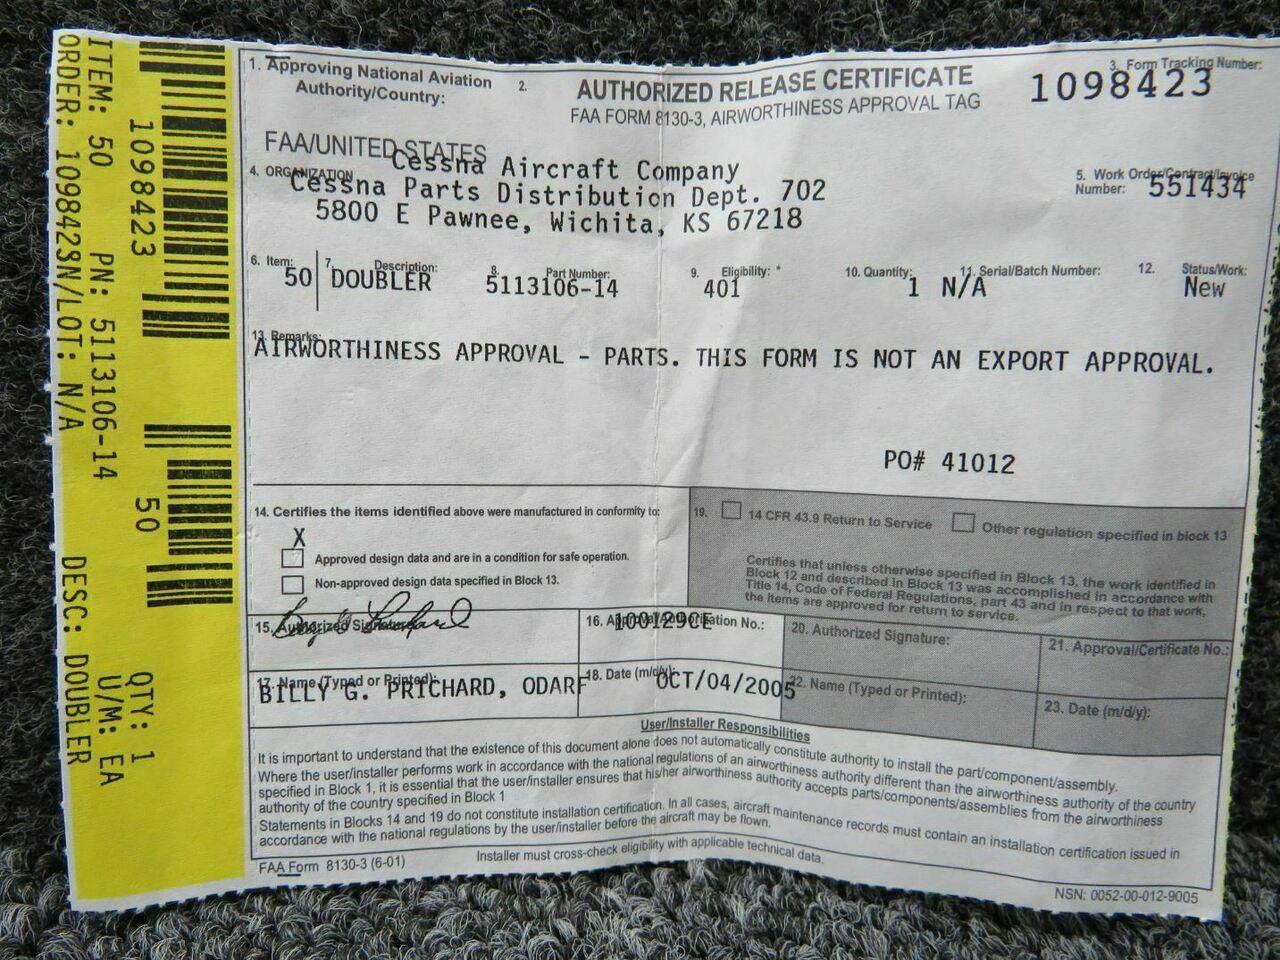 ITEM: 50 PN: 5113106-14 QTY: 1
U/M: EA
ORDER: 1098423N/LOT: N/A DESC: DOUBLER
1098423
50
1. Approving National Aviation
Authority/Country:
FAA/UNITED STATES
2.
AUTHORIZED RELEASE CERTIFICATE
FAA FORM 8130-3, AIRWORTHINESS APPROVAL TAG
3. Form Tracking Number:
1098423
4. ORGANIZATION
Cessna Aircraft Company
Cessna Parts Distribution Dept. 702
5800 E Pawnee, Wichita, KS 67218
5. Work Order/Contract/Invoice
Number: 551434
6. Item: 7. Description: 8. Part Number: 9. Eligibility: * 10. Quantity: 11. Serial/Batch Number: 12. Status/Work:
50 DOUBLER 5113106-14 401 1 N/A New
13. Remarks:
AIRWORTHINESS APPROVAL - PARTS. THIS FORM IS NOT AN EXPORT APPROVAL.
PO# 41012
14. Certifies the items identified above were manufactured in conformity to:
X
Approved design data and are in a condition for safe operation.
Non-approved design data specified in Block 13.
19. 14 CFR 43.9 Return to Service Other regulation specified in block 13
Certifies that unless otherwise specified in Block 13, the work identified in
Block 12 and described in Block 13 was accomplished in accordance with
Title 14, Code of Federal Regulations, part 43 and in respect to that work,
the items are approved for return to service.
15. Authorized Signature:
16. Approval/Authorization No.:
100129CE
20. Authorized Signature:
21. Approval/Certificate No.:
17. Name (Typed or Printed):
BILLY G. PRICHARD, ODARF
18. Date (m/d/y):
OCT/04/2005
22. Name (Typed or Printed):
23. Date (m/d/y):
User/Installer Responsibilities
It is important to understand that the existence of this document alone does not automatically constitute authority to install the part/component/assembly.
Where the user/installer performs work in accordance with the national regulations of an airworthiness authority different than the airworthiness authority of the country
specified in Block 1, it is essential that the user/installer ensures that his/her airworthiness authority accepts parts/components/assemblies from the airworthiness
authority of the country specified in Block 1
Statements in Blocks 14 and 19 do not constitute installation certification. In all cases, aircraft maintenance records must contain an installation certification issued in
accordance with the national regulations by the user/installer before the aircraft may be flown.
FAA Form 8130-3 (6-01)
Installer must cross-check eligibility with applicable technical data.
NSN: 0052-00-012-9005